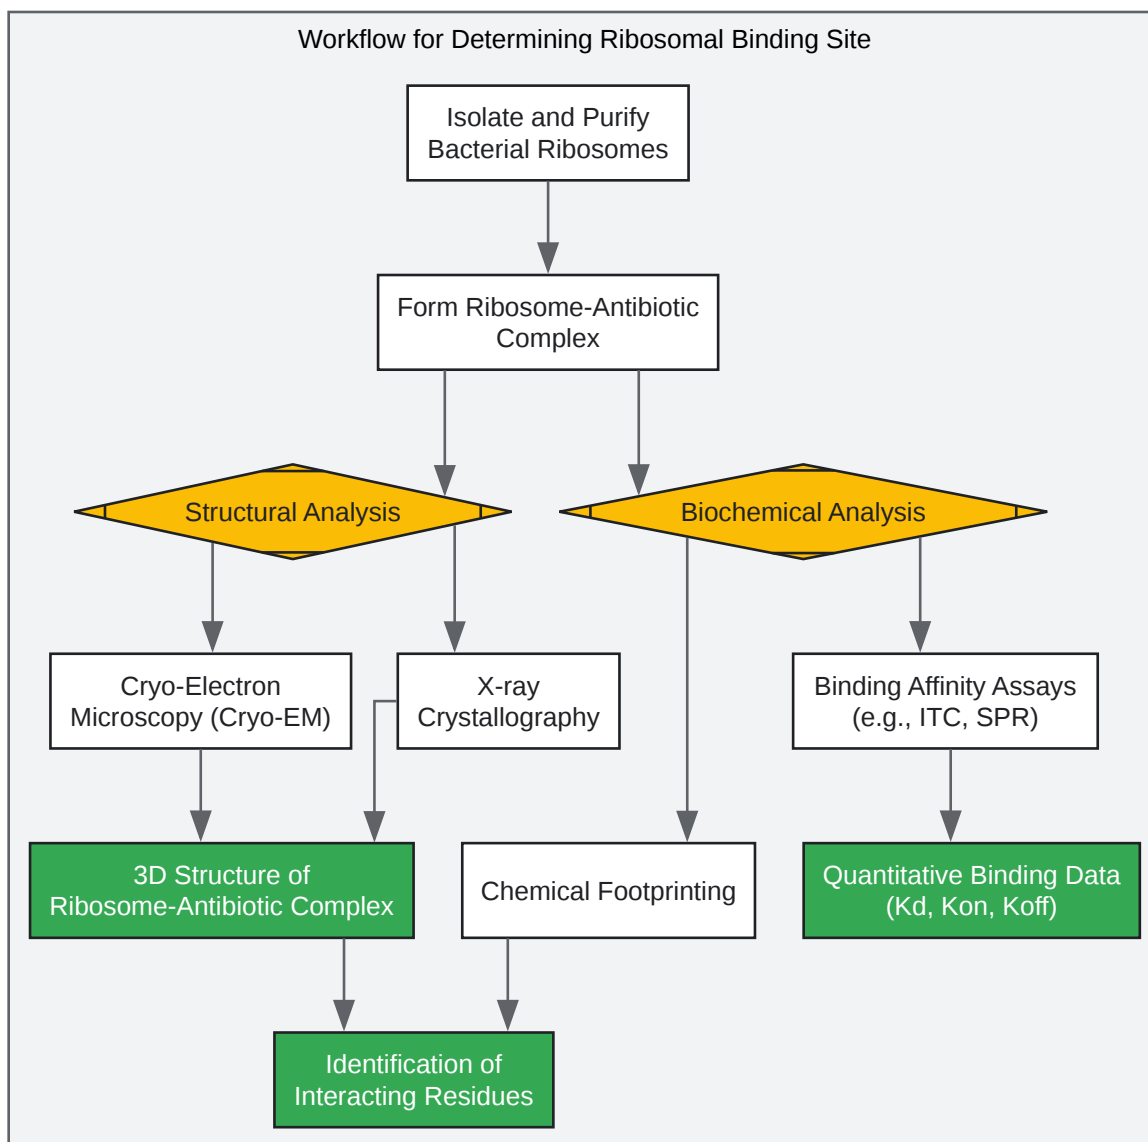 Workflow for Determining Ribosomal Binding Site
Isolate and Purify
Bacterial Ribosomes
Form Ribosome-Antibiotic
Complex
Structural Analysis
Biochemical Analysis
Cryo-Electron
Microscopy (Cryo-EM)
X-ray
Crystallography
Binding Affinity Assays
(e.g., ITC, SPR)
3D Structure of
Ribosome-Antibiotic Complex
Chemical Footprinting
Quantitative Binding Data
(Kd, Kon, Koff)
Identification of
Interacting Residues